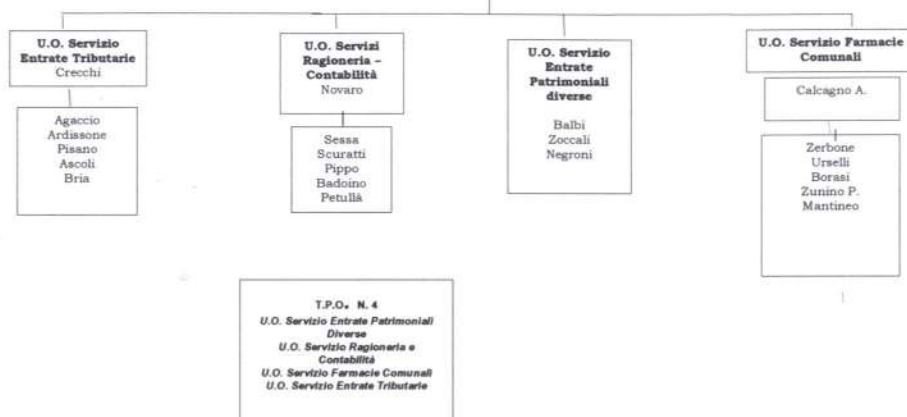 U.O. Servizio
Entrate Tributarie
Crecchi
Agaccio
Ardissone
Pisano
Ascoli
Bria
U.O. Servizi
Ragioneria –
Contabilità
Novaro
Sessa
Scuratti
Pippo
Badoino
Petullà
U.O. Servizio
Entrate
Patrimoniali
diverse
Balbi
Zoccali
Negroni
U.O. Servizio Farmacie
Comunali
Calcagno A.
Zerbone
Urselli
Borasi
Zunino P.
Mantineo
T.P.O. N. 4
U.O. Servizio Entrate Patrimoniali
Diverse
U.O. Servizio Ragioneria e
Contabilità
U.O. Servizio Farmacie Comunali
U.O. Servizio Entrate Tributarie